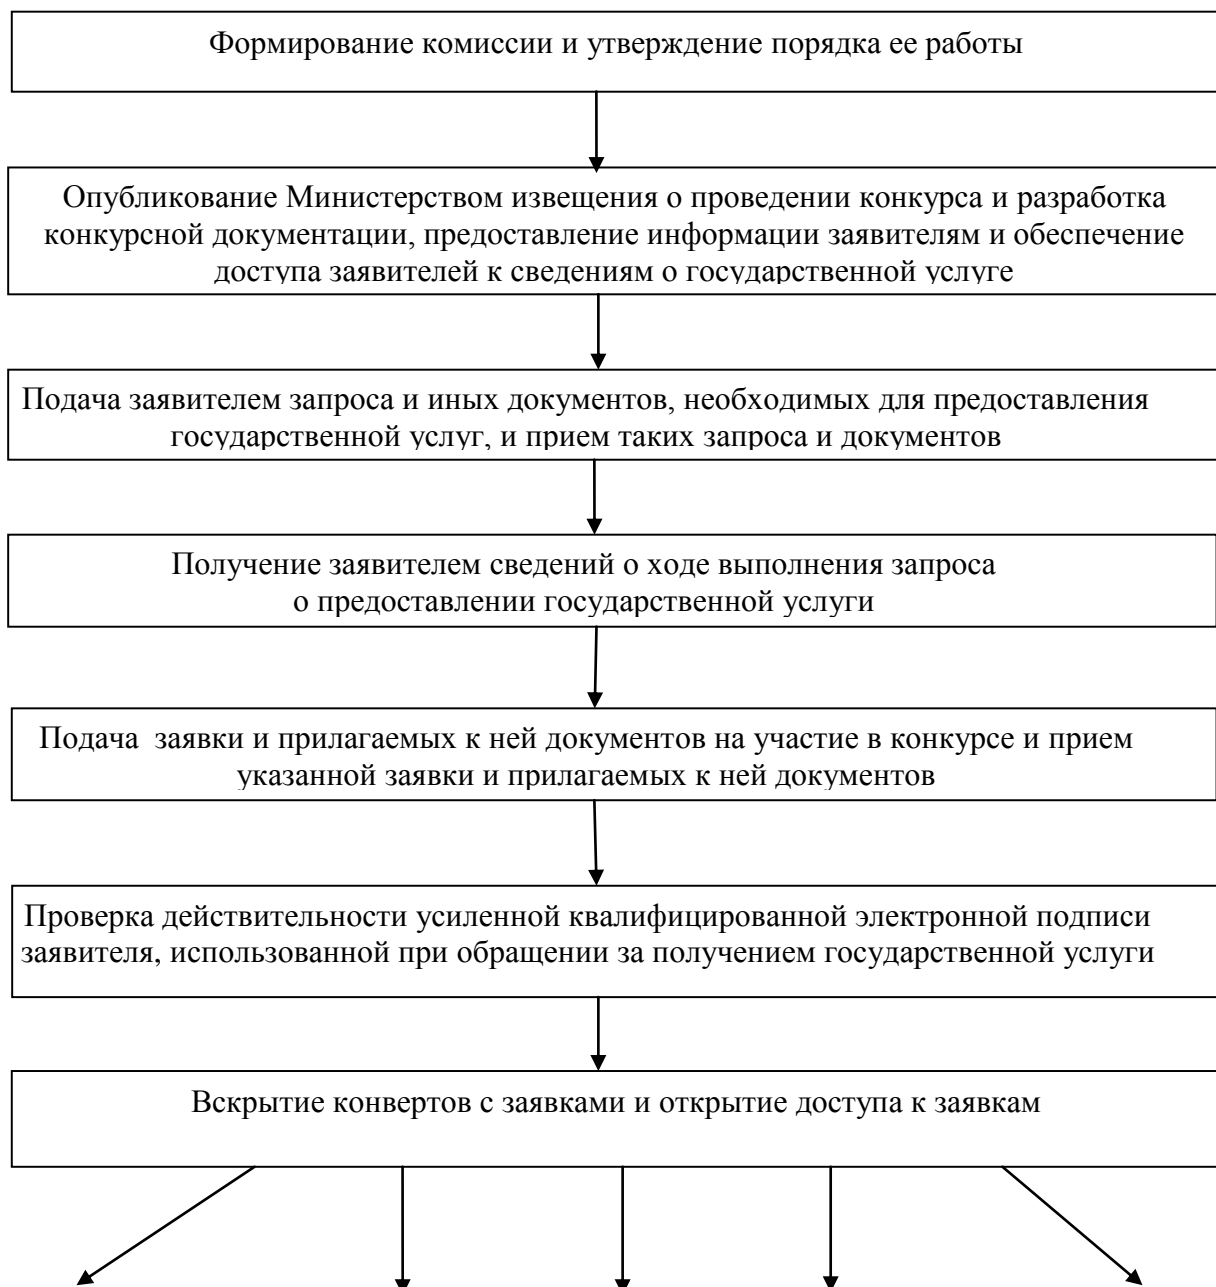 Формирование комиссии и утверждение порядка ее работы
Опубликование Министерством извещения о проведении конкурса и разработка
конкурсной документации, предоставление информации заявителям и обеспечение
доступа заявителей к сведениям о государственной услуге
Подача заявителем запроса и иных документов, необходимых для предоставления
государственной услуг, и прием таких запроса и документов
Получение заявителем сведений о ходе выполнения запроса
о предоставлении государственной услуги
Подача  заявки и прилагаемых к ней документов на участие в конкурсе и прием
указанной заявки и прилагаемых к ней документов
Проверка действительности усиленной квалифицированной электронной подписи
заявителя, использованной при обращении за получением государственной услуги
Вскрытие конвертов с заявками и открытие доступа к заявкам